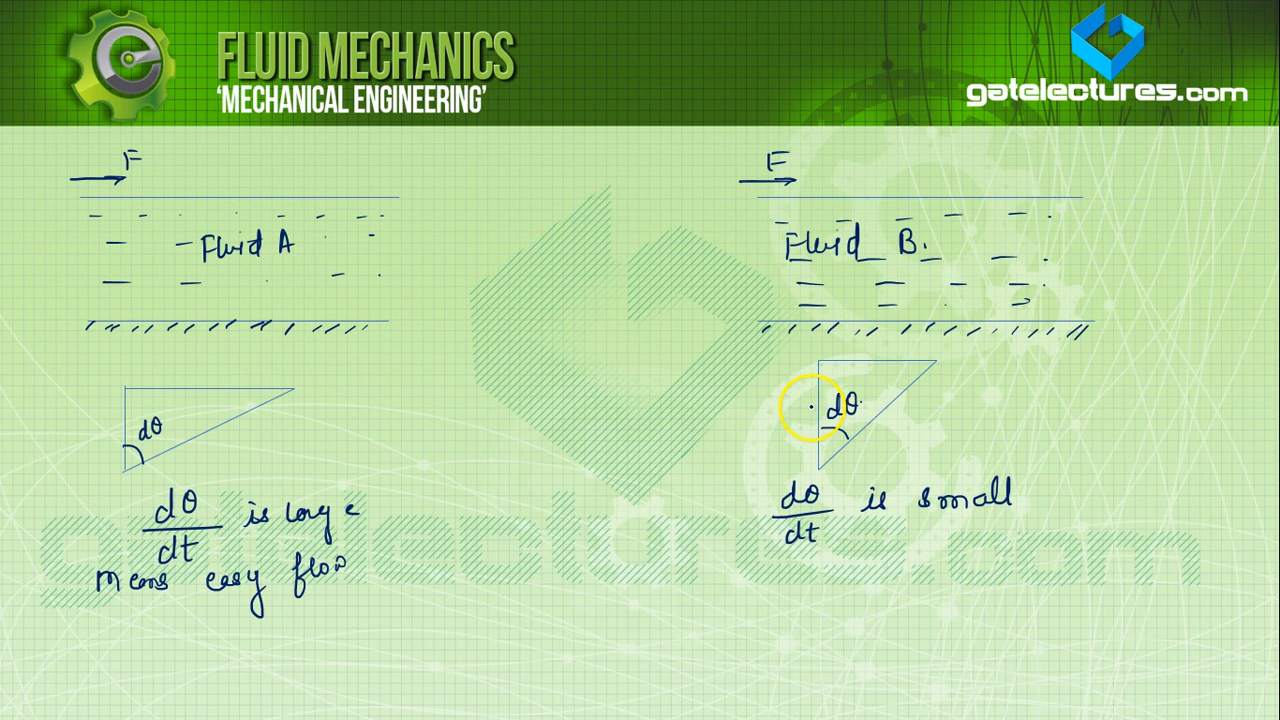 FLUID MECHANICS
'MECHANICAL ENGINEERING'
gatelectures.com
F
Fluid A
dθ
dθ/dt is large
Means easy flow
F
Fluid B.
dθ
dθ/dt is small
gatelectures.com